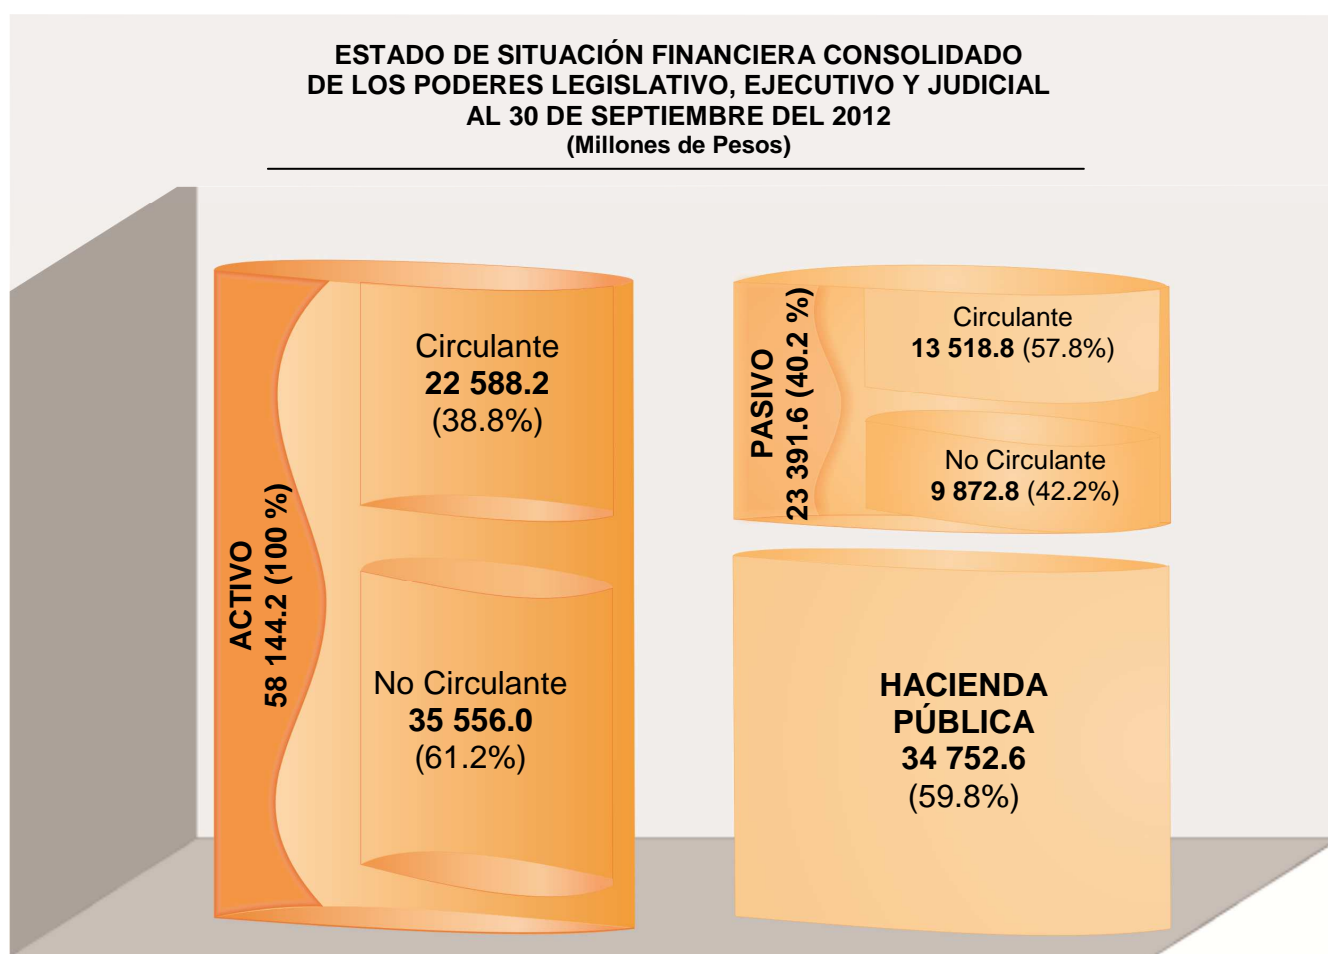 ESTADO DE SITUACIÓN FINANCIERA CONSOLIDADO
DE LOS PODERES LEGISLATIVO, EJECUTIVO Y JUDICIAL
AL 30 DE SEPTIEMBRE DEL 2012
(Millones de Pesos)
ACTIVO
58 144.2 (100 %)
Circulante
22 588.2
(38.8%)
No Circulante
35 556.0
(61.2%)
PASIVO
23 391.6 (40.2 %)
Circulante
13 518.8 (57.8%)
No Circulante
9 872.8 (42.2%)
HACIENDA
PÚBLICA
34 752.6
(59.8%)